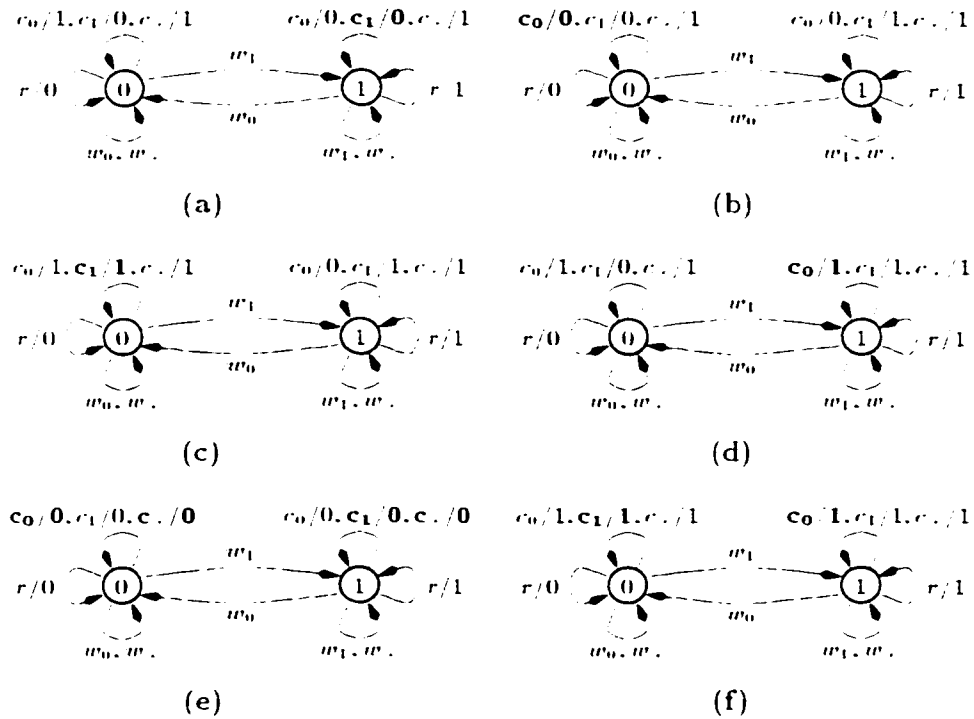 c₀/1. c₁/0. c./1 c₀/0. c₁/0. c./1 c₀/0. c₁/0. c./1 c₀/0. c₁/1. c./1
w₁ w₁
r/0 0 1 r/1 r/0 0 1 r/1
w₀ w₀
w₀. w. w₁. w. w₀. w. w₁. w.
(a) (b)
c₀/1. c₁/1. c./1 c₀/0. c₁/1. c./1 c₀/1. c₁/0. c./1 c₀/1. c₁/1. c./1
w₁ w₁
r/0 0 1 r/1 r/0 0 1 r/1
w₀ w₀
w₀. w. w₁. w. w₀. w. w₁. w.
(c) (d)
c₀/0. c₁/0. c./0 c₀/0. c₁/0. c./0 c₀/1. c₁/1. c./1 c₀/1. c₁/1. c./1
w₁ w₁
r/0 0 1 r/1 r/0 0 1 r/1
w₀ w₀
w₀. w. w₁. w. w₀. w. w₁. w.
(e) (f)